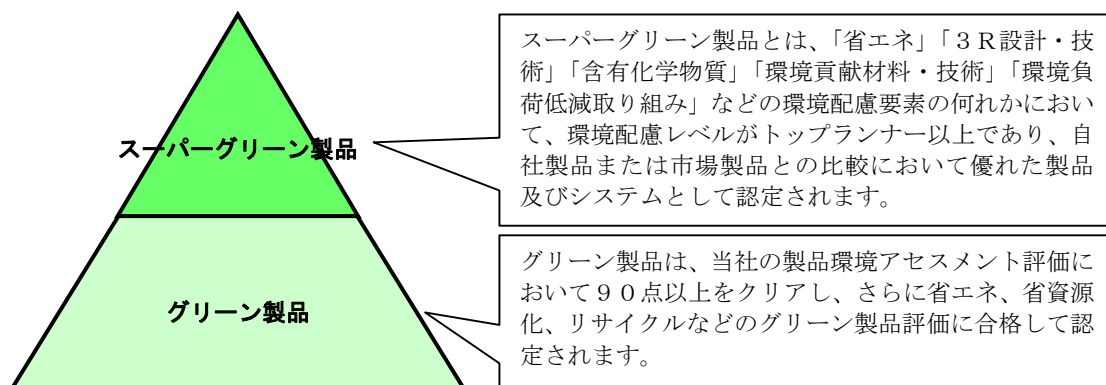 スーパーグリーン製品とは、「省エネ」「３Ｒ設計・技
術」「含有化学物質」「環境貢献材料・技術」「環境負
荷低減取り組み」などの環境配慮要素の何れかにおい
て、環境配慮レベルがトップランナー以上であり、自
社製品または市場製品との比較において優れた製品
及びシステムとして認定されます。
スーパーグリーン製品
グリーン製品は、当社の製品環境アセスメント評価に
おいて９０点以上をクリアし、さらに省エネ、省資源
化、リサイクルなどのグリーン製品評価に合格して認
定されます。
グリーン製品